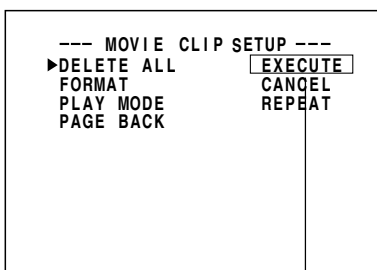 --- MOVIE CLIP SETUP ---
▶DELETE ALL EXECUTE
FORMAT CANCEL
PLAY MODE REPEAT
PAGE BACK